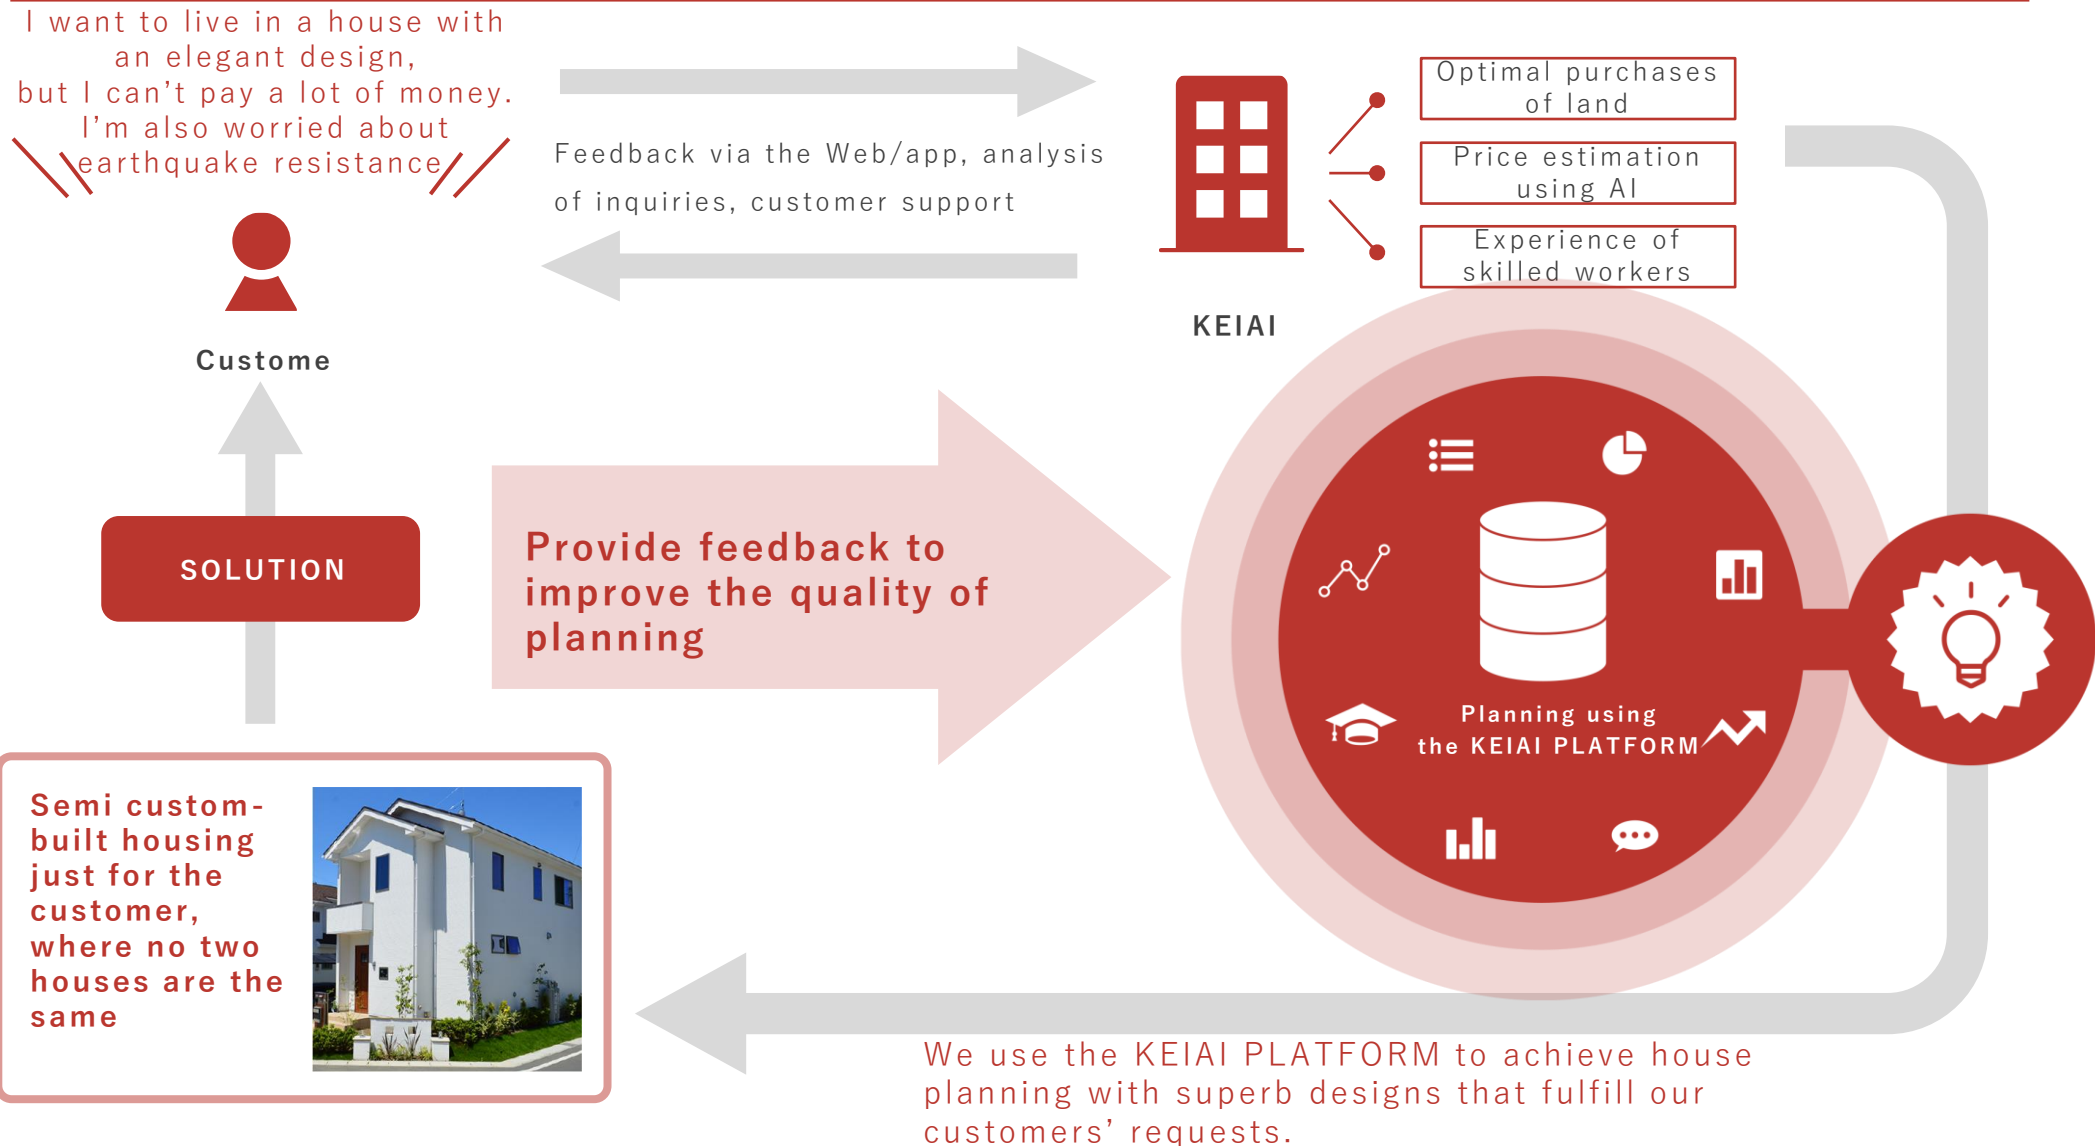 I want to live in a house with
an elegant design,
but I can't pay a lot of money.
I'm also worried about
earthquake resistance
Custome
Feedback via the Web/app, analysis
of inquiries, customer support
KEIAI
Optimal purchases
of land
Price estimation
using AI
Experience of
skilled workers
SOLUTION
Provide feedback to
improve the quality of
planning
Planning using
the KEIAI PLATFORM
Semi custom-
built housing
just for the
customer,
where no two
houses are the
same
We use the KEIAI PLATFORM to achieve house
planning with superb designs that fulfill our
customers' requests.